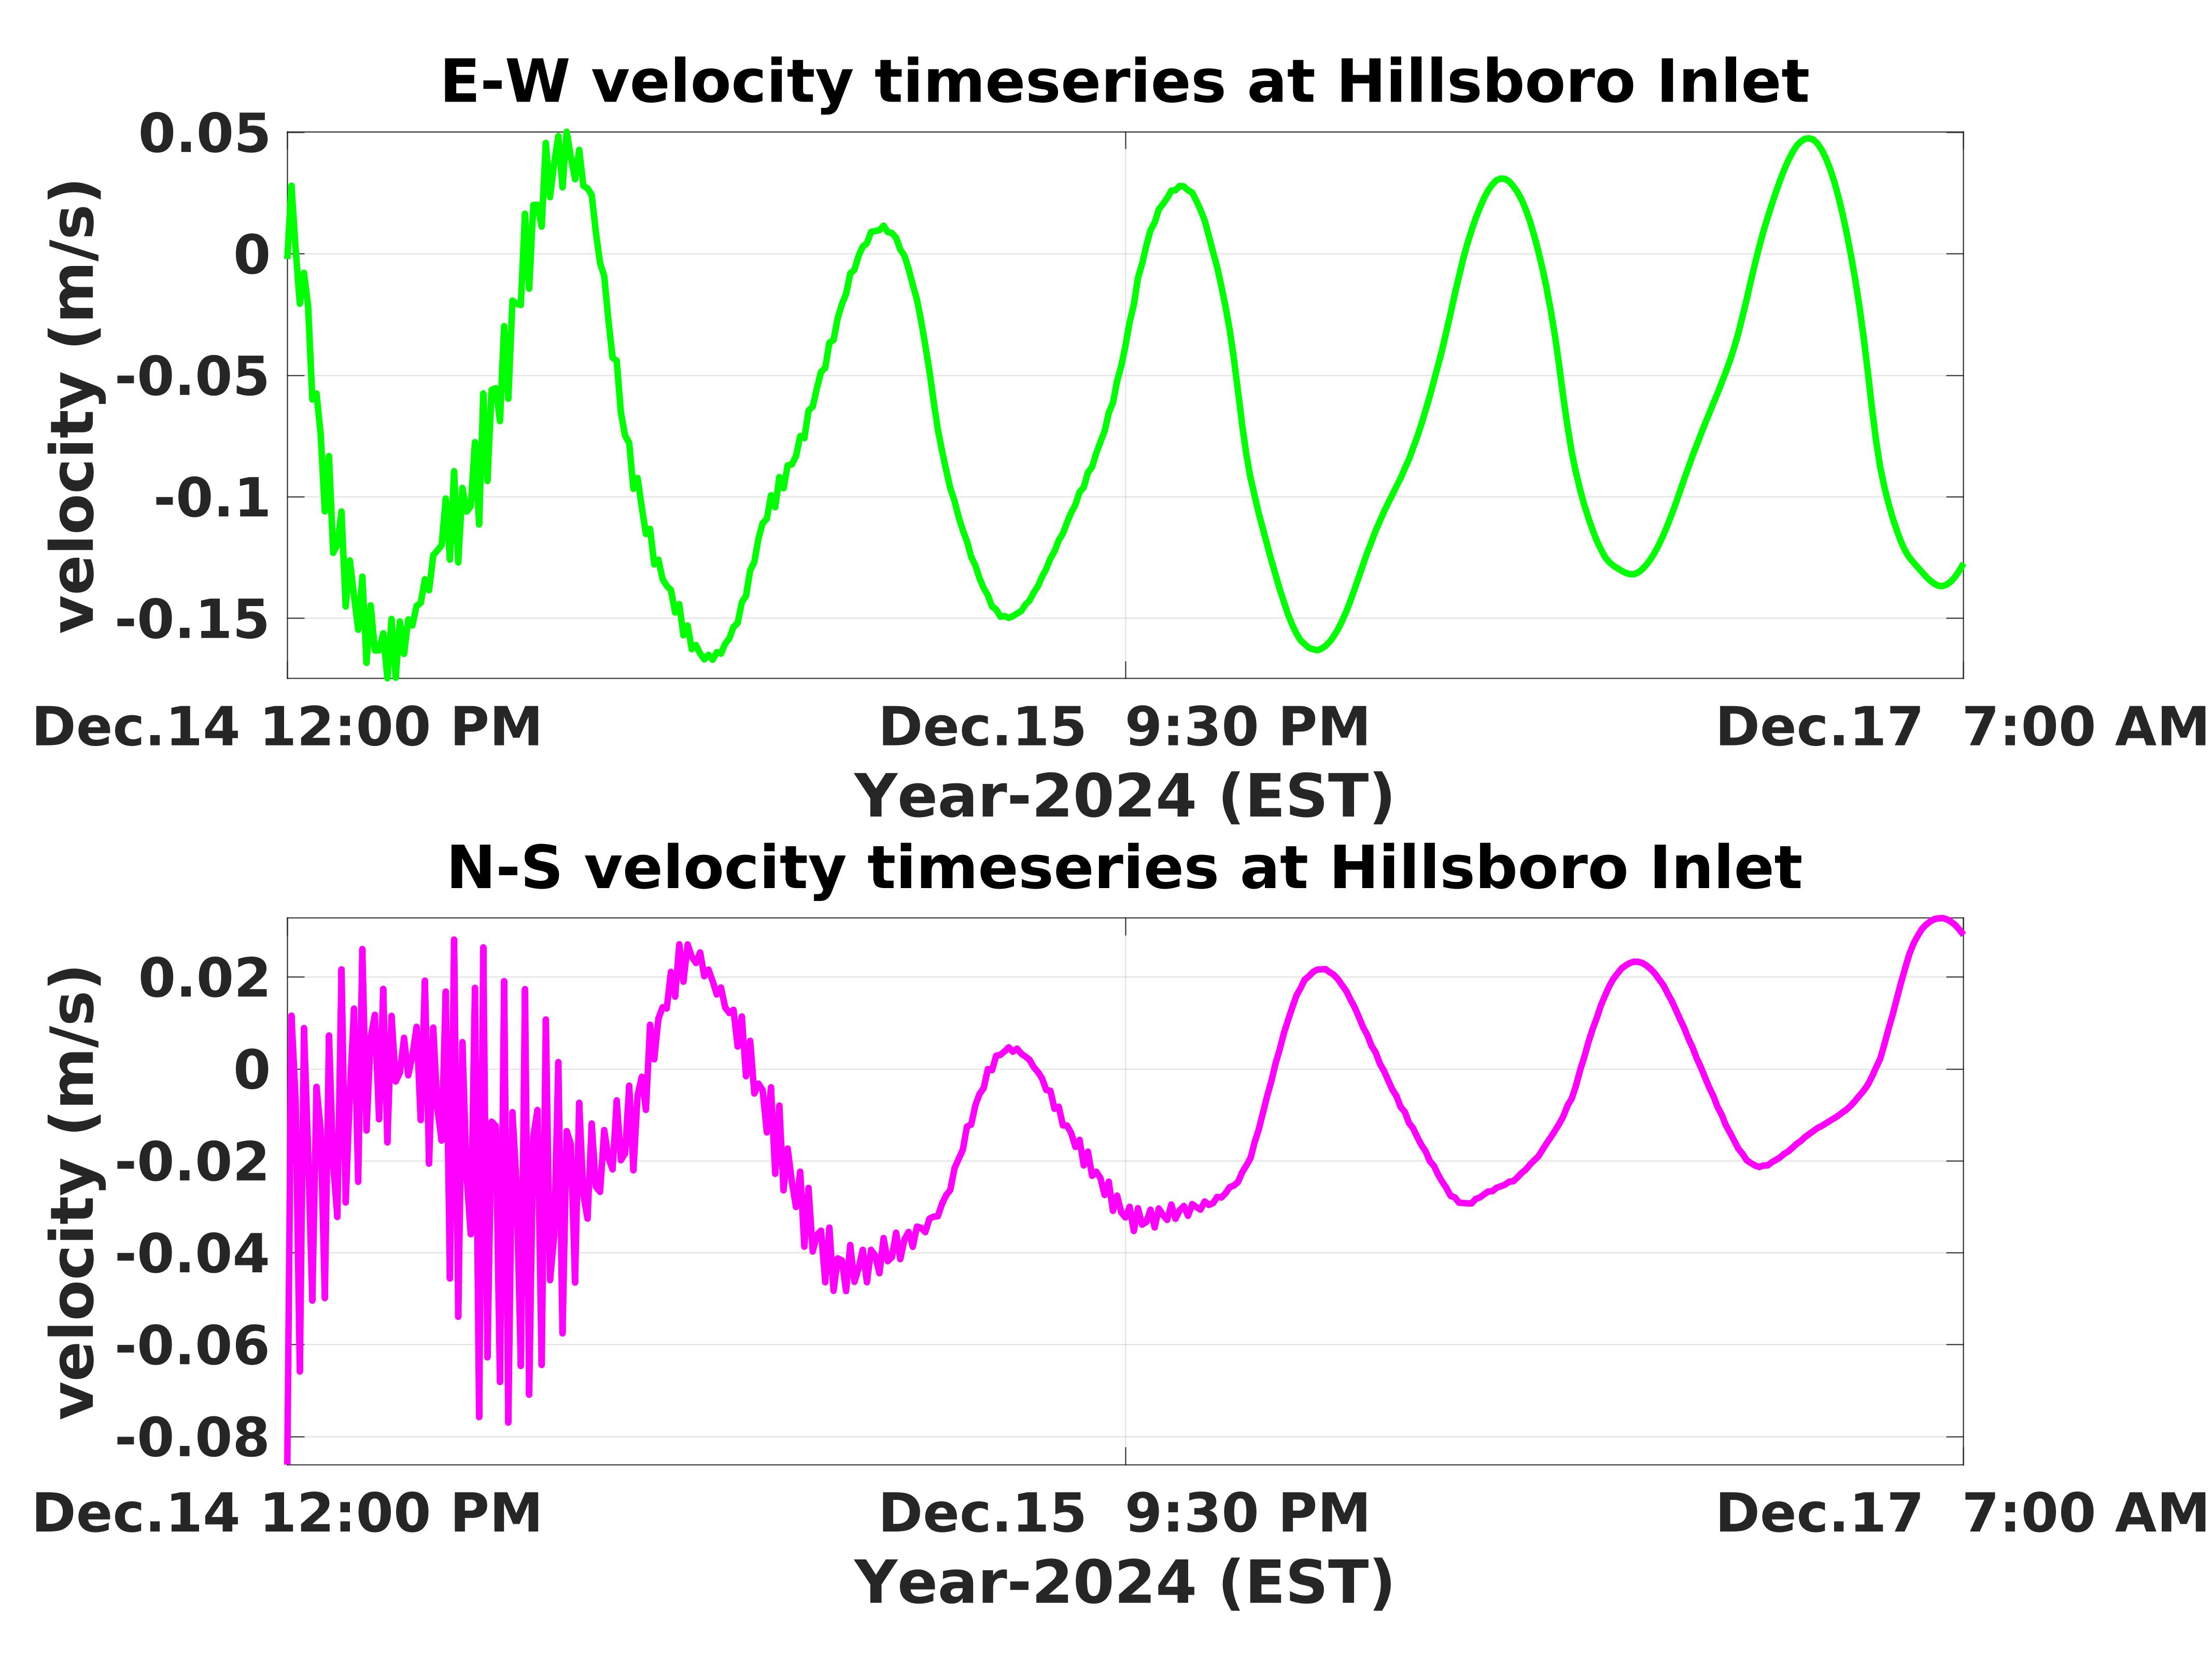 E-W velocity timeseries at Hillsboro Inlet
velocity (m/s)
0.05
0
-0.05
-0.1
-0.15
Dec.14 12:00 PM
Dec.15  9:30 PM
Dec.17  7:00 AM
Year-2024 (EST)
N-S velocity timeseries at Hillsboro Inlet
velocity (m/s)
0.02
0
-0.02
-0.04
-0.06
-0.08
Dec.14 12:00 PM
Dec.15  9:30 PM
Dec.17  7:00 AM
Year-2024 (EST)